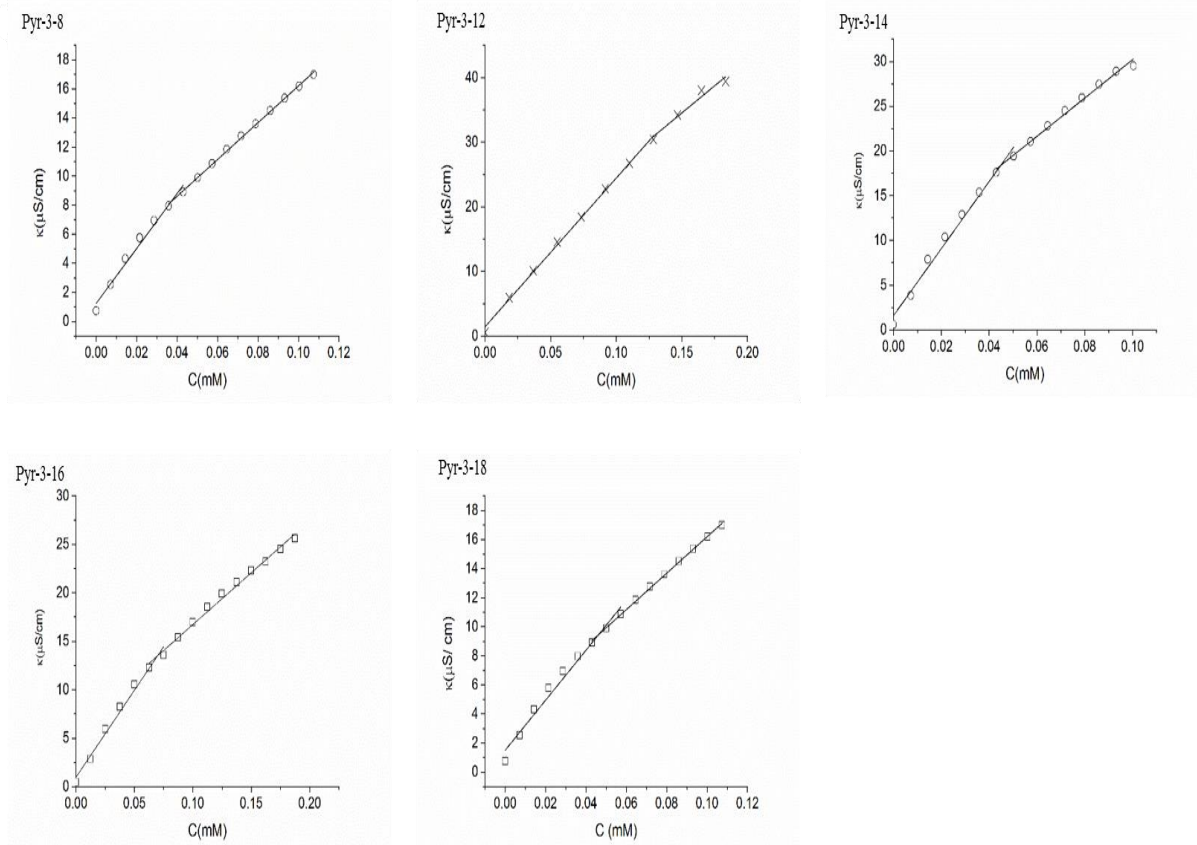 Pyr-3-8
18
16
14
12
10
8
6
4
2
0
κ(μS/cm)
0.00 0.02 0.04 0.06 0.08 0.10 0.12
C(mM)
Pyr-3-12
40
30
20
10
0
κ(μS/cm)
0.00 0.05 0.10 0.15 0.20
C(mM)
Pyr-3-14
30
25
20
15
10
5
0
κ(μS/cm)
0.00 0.02 0.04 0.06 0.08 0.10
C(mM)
Pyr-3-16
30
25
20
15
10
5
0
κ(μS/cm)
0.00 0.05 0.10 0.15 0.20
C(mM)
Pyr-3-18
18
16
14
12
10
8
6
4
2
0
κ(μS/ cm)
0.00 0.02 0.04 0.06 0.08 0.10 0.12
C (mM)